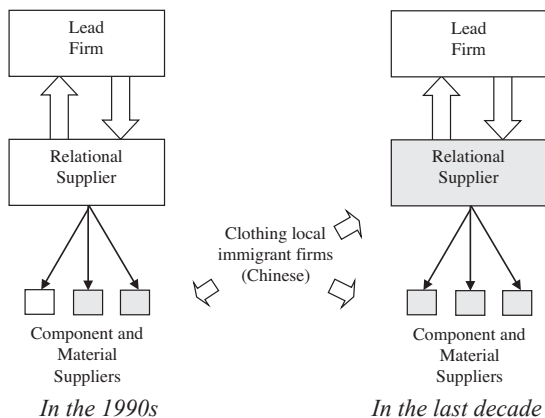 Lead
Firm
Relational
Supplier
Component and
Material
Suppliers
In the 1990s
Clothing local
immigrant firms
(Chinese)
Lead
Firm
Relational
Supplier
Component and
Material
Suppliers
In the last decade